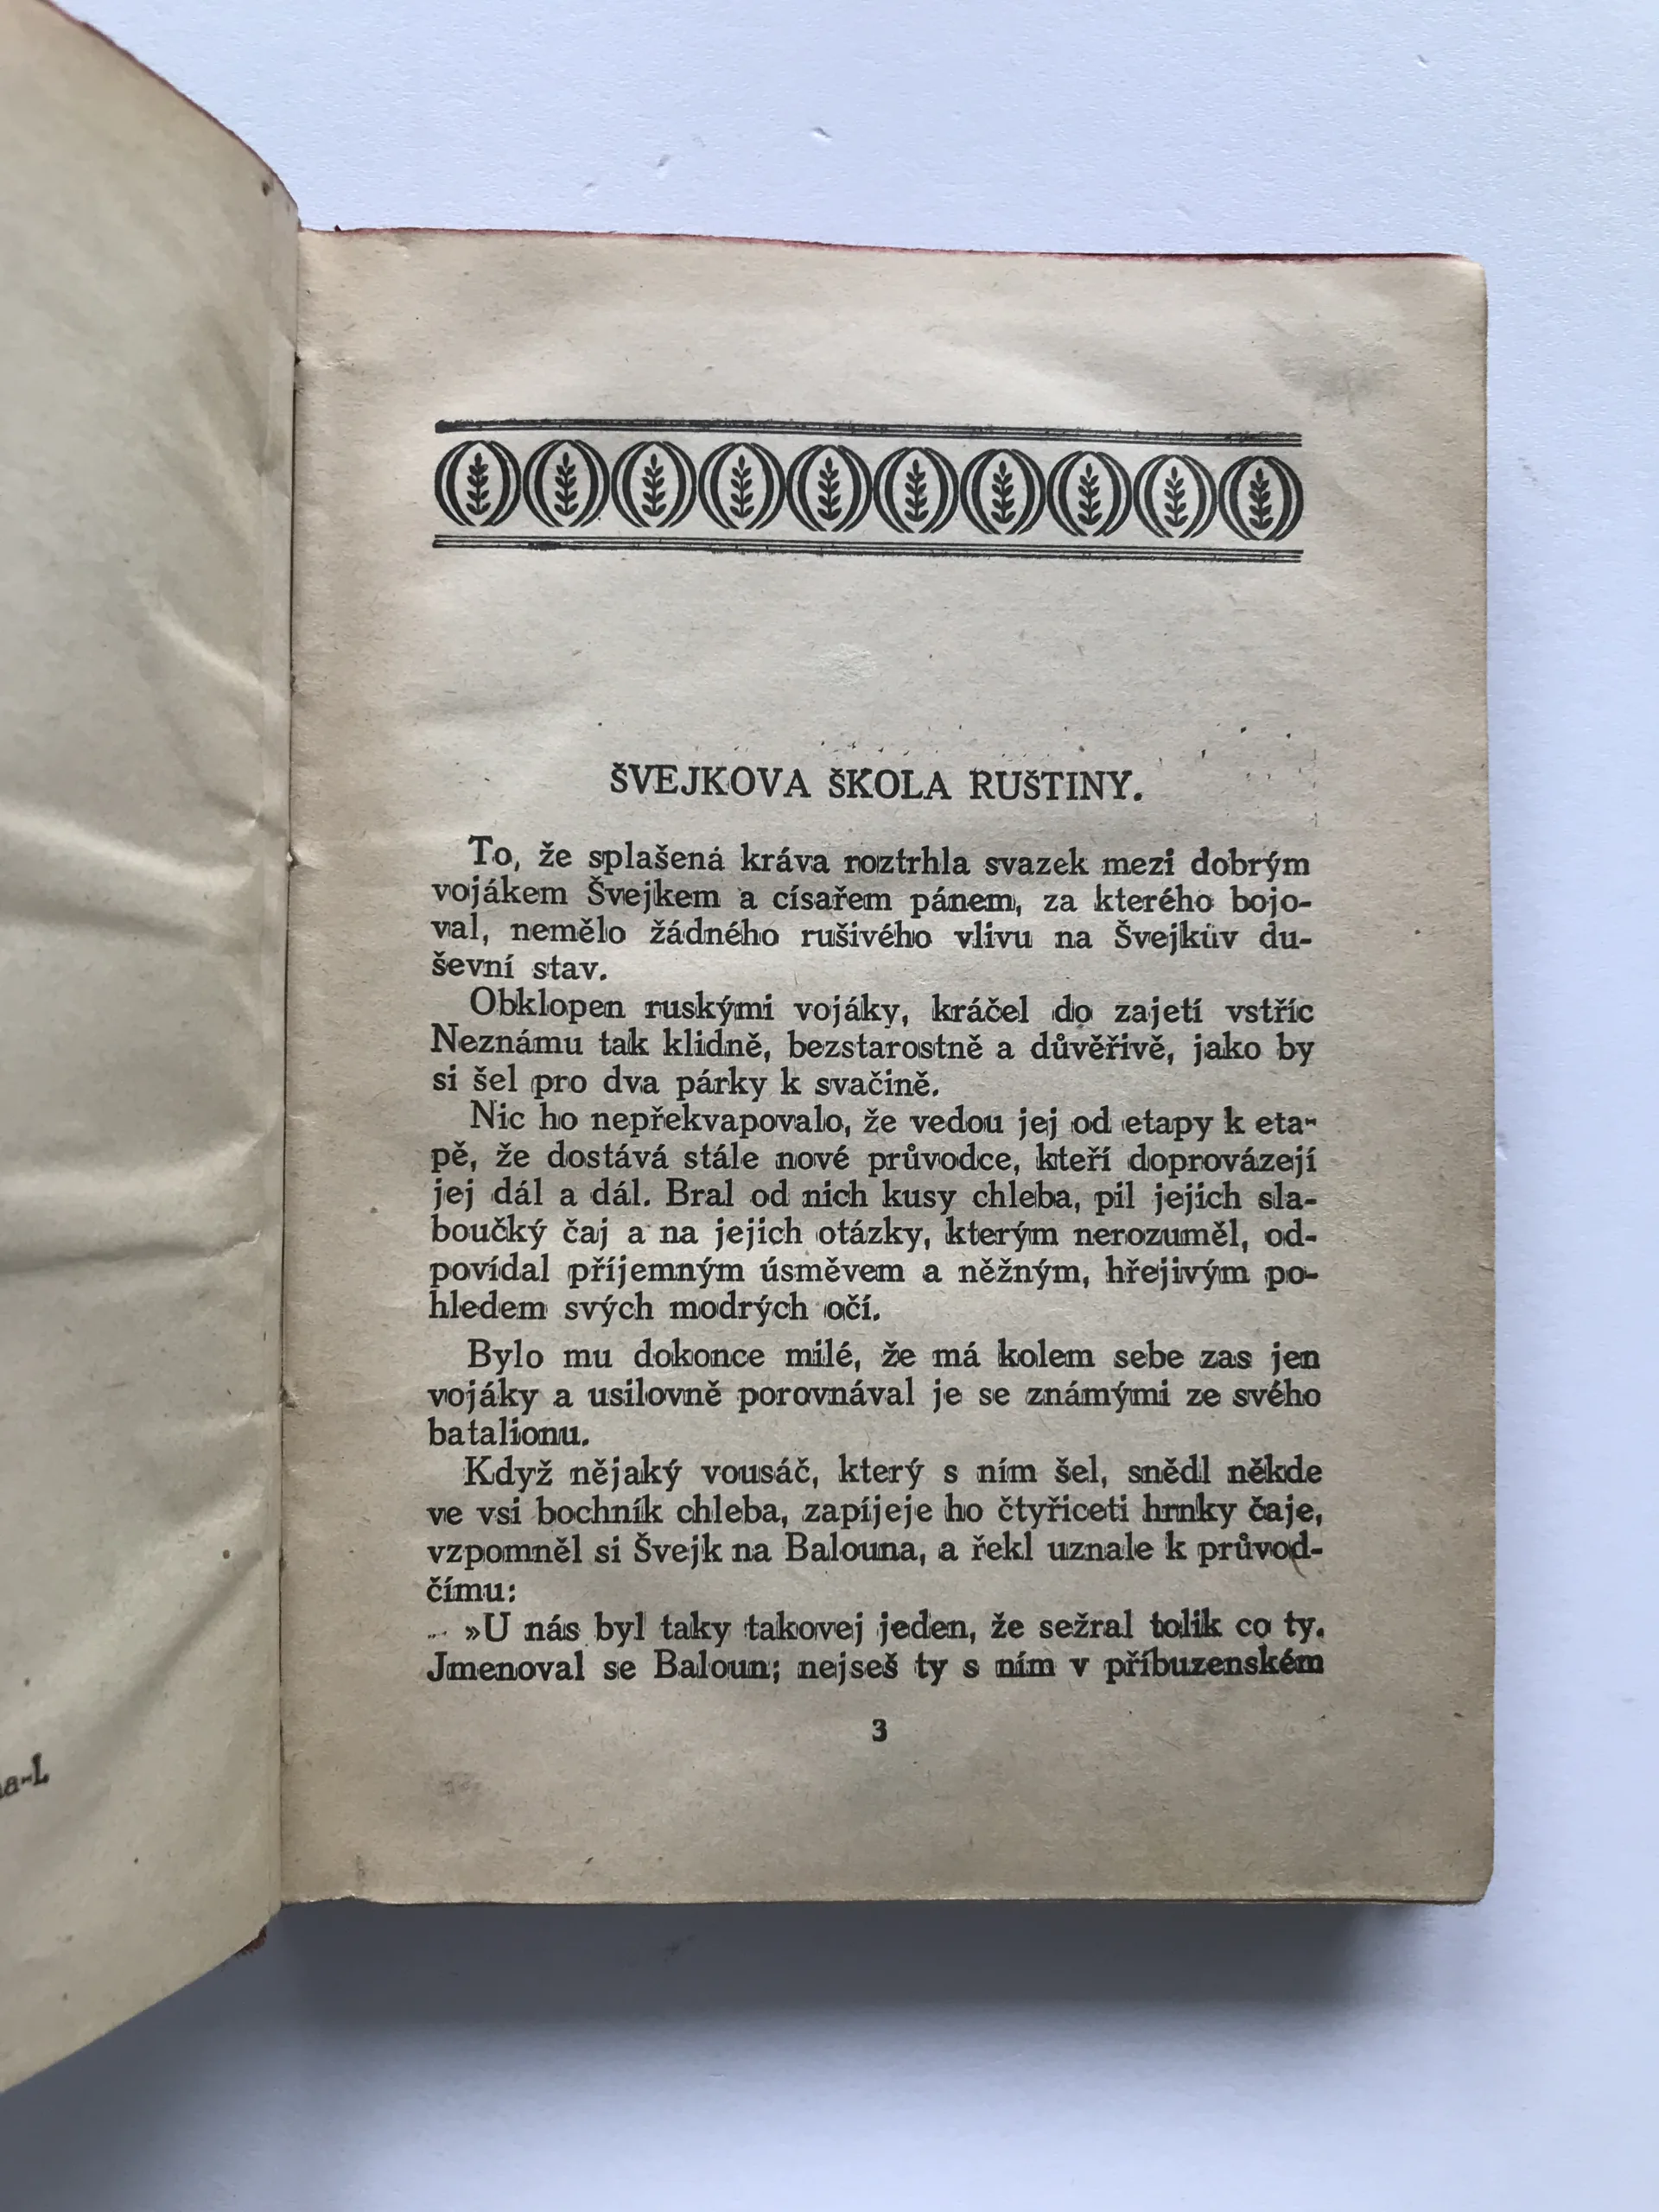 ŠVEJKOVA ŠKOLA RUŠTINY.
To, že splašená kráva roztrhla svazek mezi dobrým
vojákem Švejkem a císařem pánem, za kterého bojo-
val, nemělo žádného rušivého vlivu na Švejkův du-
ševní stav.
Obklopen ruskými vojáky, kráčel do zajetí vstříc
Neznámu tak klidně, bezstarostně a důvěřivě, jako by
si šel pro dva párky k svačině.
Nic ho nepřekvapovalo, že vedou jej od etapy k eta-
pě, že dostává stále nové průvodce, kteří doprovázejí
jej dál a dál. Bral od nich kusy chleba, pil jejich sla-
boučký čaj a na jejich otázky, kterým nerozuměl, od-
povídal příjemným úsměvem a něžným, hřejivým po-
hledem svých modrých očí.
Bylo mu dokonce milé, že má kolem sebe zas jen
vojáky a usilovně porovnával je se známými ze svého
batalionu.
Když nějaký vousáč, který s ním šel, snědl někde
ve vsi bochník chleba, zapíjeje ho čtyřiceti hrnky čaje,
vzpomněl si Švejk na Balouna, a řekl uznale k průvod-
čímu:
»U nás byl taky takovej jeden, že sežral tolik co ty.
Jmenoval se Baloun; nejseš ty s ním v příbuzenském
3